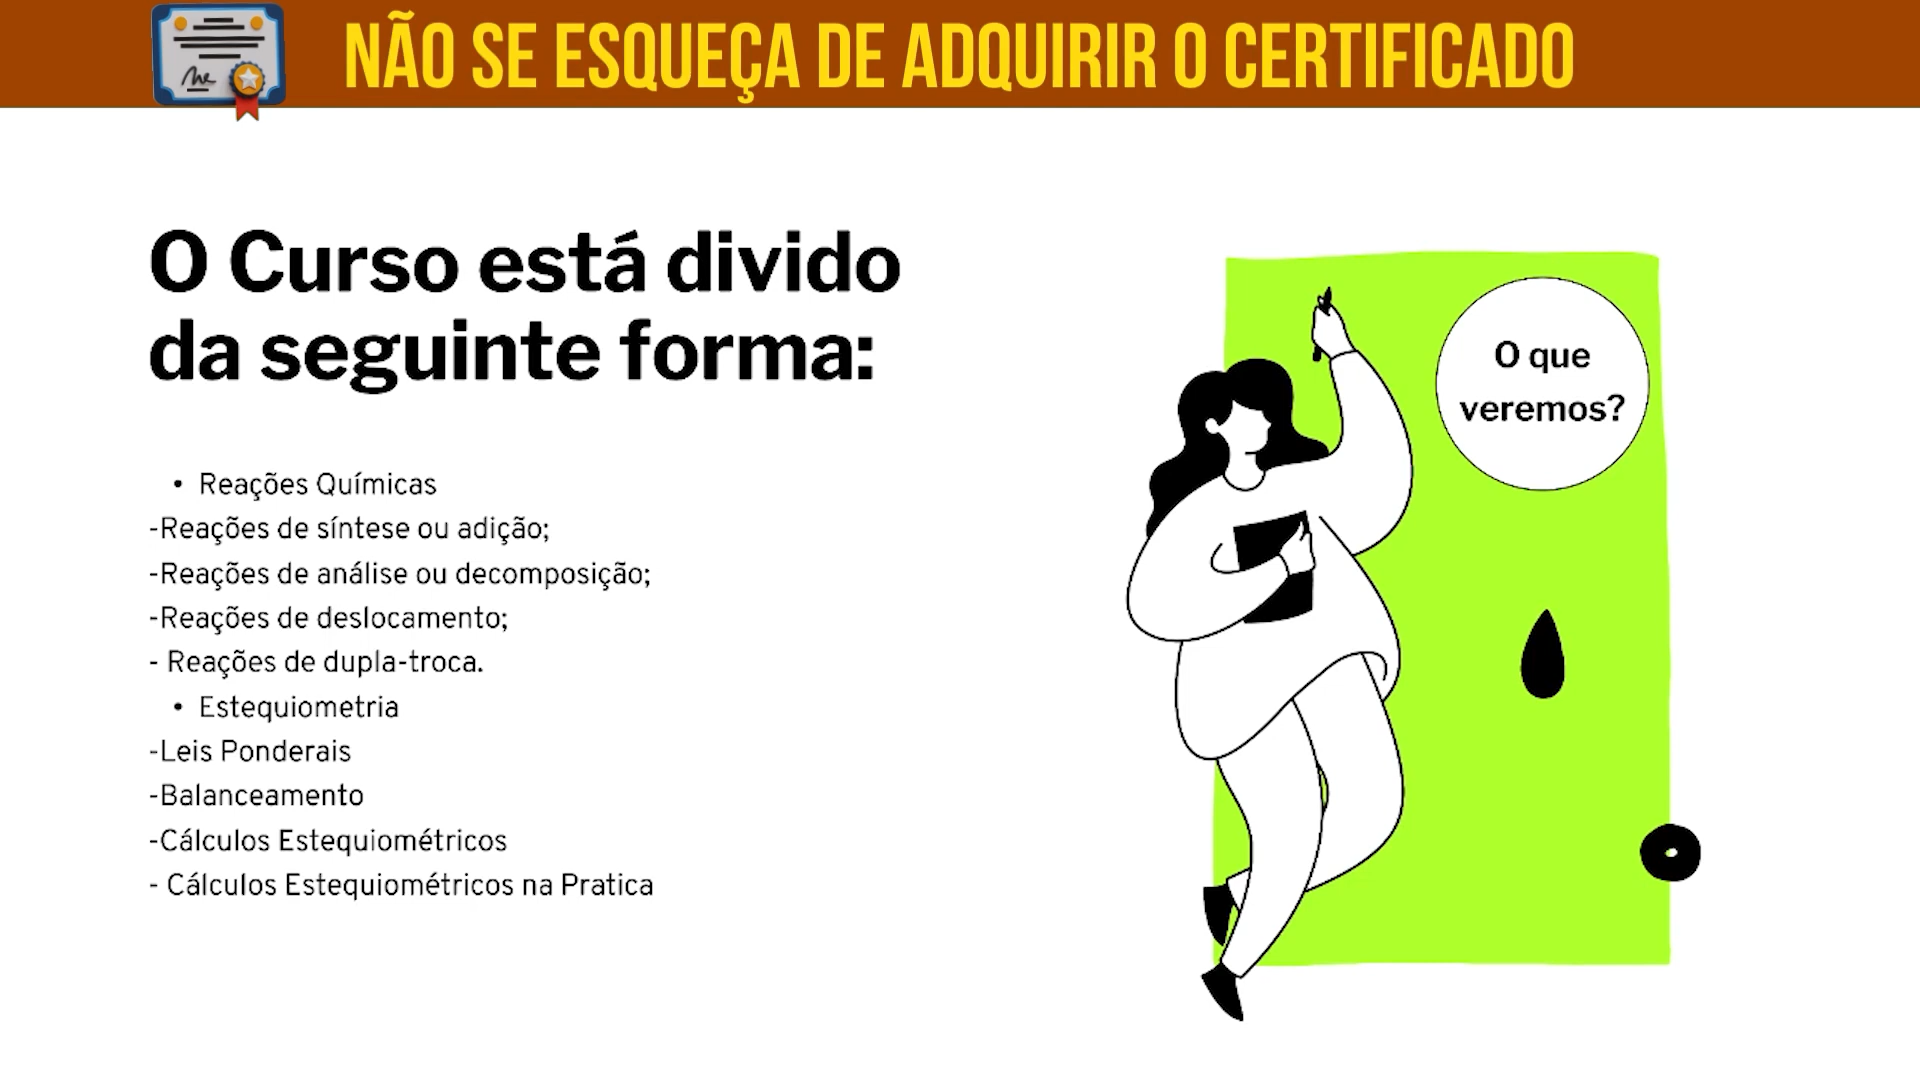 NÃO SE ESQUEÇA DE ADQUIRIR O CERTIFICADO
O Curso está divido
da seguinte forma:
• Reações Químicas
-Reações de síntese ou adição;
-Reações de análise ou decomposição;
-Reações de deslocamento;
- Reações de dupla-troca.
• Estequiometria
-Leis Ponderais
-Balanceamento
-Cálculos Estequiométricos
- Cálculos Estequiométricos na Pratica
O que
veremos?